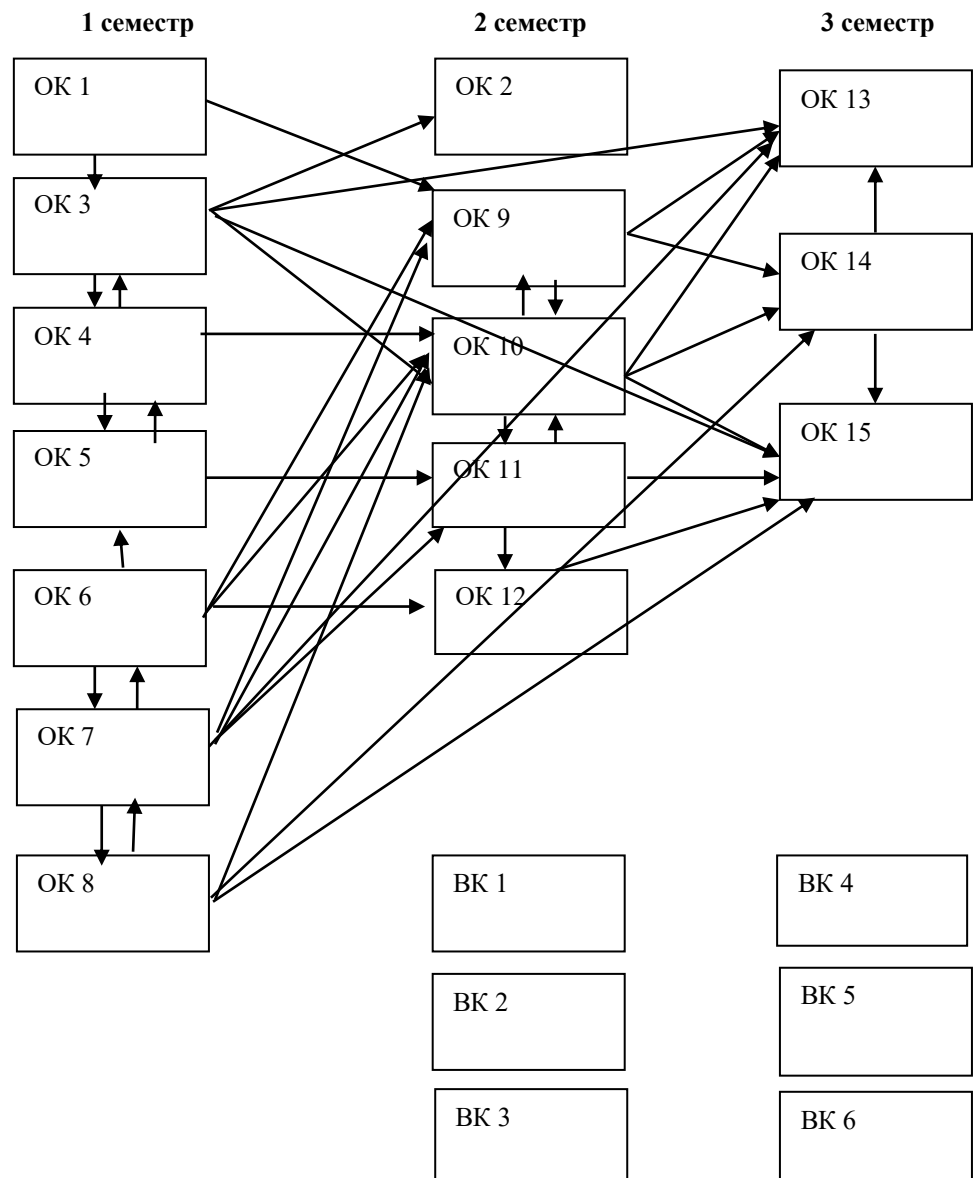 1 семестр
2 семестр
3 семестр
ОК 1
ОК 2
ОК 13
ОК 3
ОК 9
ОК 14
ОК 4
ОК 10
ОК 15
ОК 5
ОК 11
ОК 6
ОК 12
ОК 7
ОК 8
ВК 1
ВК 4
ВК 2
ВК 5
ВК 3
ВК 6